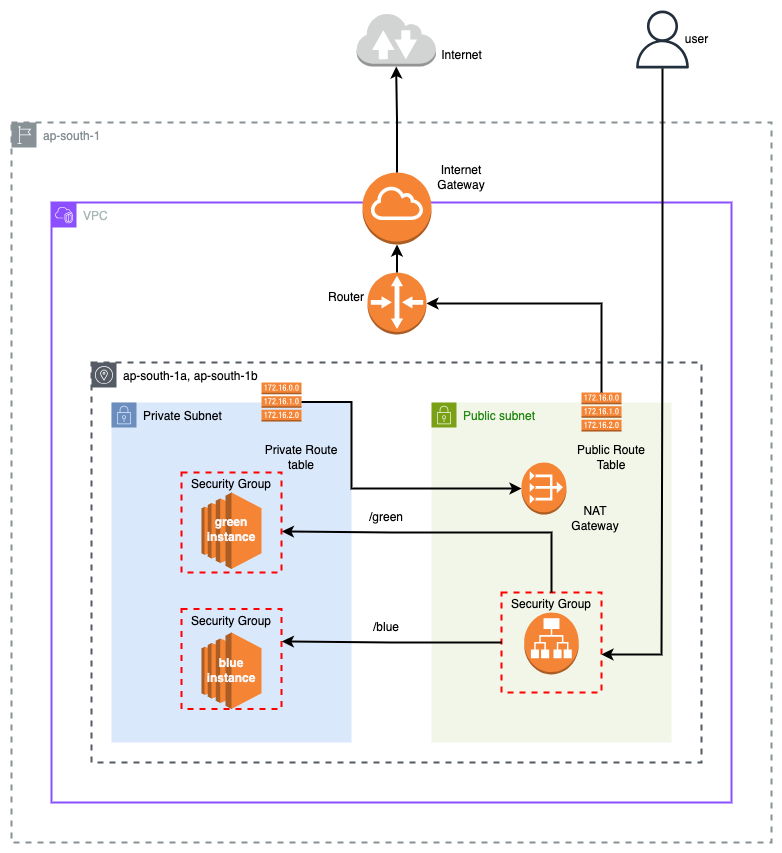 user
Internet
ap-south-1
Internet
Gateway
VPC
Router
ap-south-1a, ap-south-1b
172.16.0.0
172.16.1.0
172.16.2.0
172.16.0.0
172.16.1.0
172.16.2.0
Private Subnet
Public subnet
Private Route
table
Public Route
Table
Security Group
green
instance
/green
NAT
Gateway
Security Group
Security Group
/blue
blue
instance